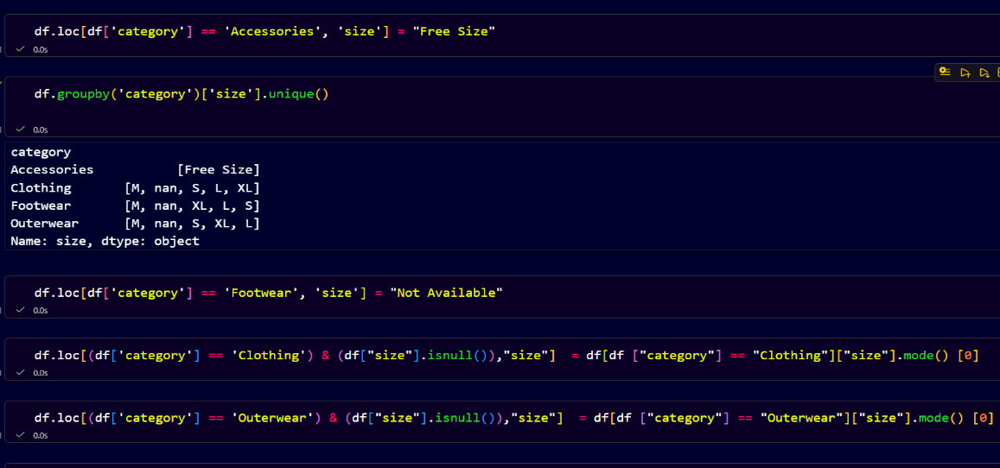 df.loc[df['category'] == 'Accessories', 'size'] = "Free Size"
0.0s
df.groupby('category')['size'].unique()
0.0s
category
Accessories           [Free Size]
Clothing       [M, nan, S, L, XL]
Footwear       [M, nan, XL, L, S]
Outerwear      [M, nan, S, XL, L]
Name: size, dtype: object
df.loc[df['category'] == 'Footwear', 'size'] = "Not Available"
0.0s
df.loc[(df['category'] == 'Clothing') & (df["size"].isnull()),"size"]  = df[df ["category"] == "Clothing"]["size"].mode() [0]
0.0s
df.loc[(df['category'] == 'Outerwear') & (df["size"].isnull()),"size"]  = df[df ["category"] == "Outerwear"]["size"].mode() [0]
0.0s